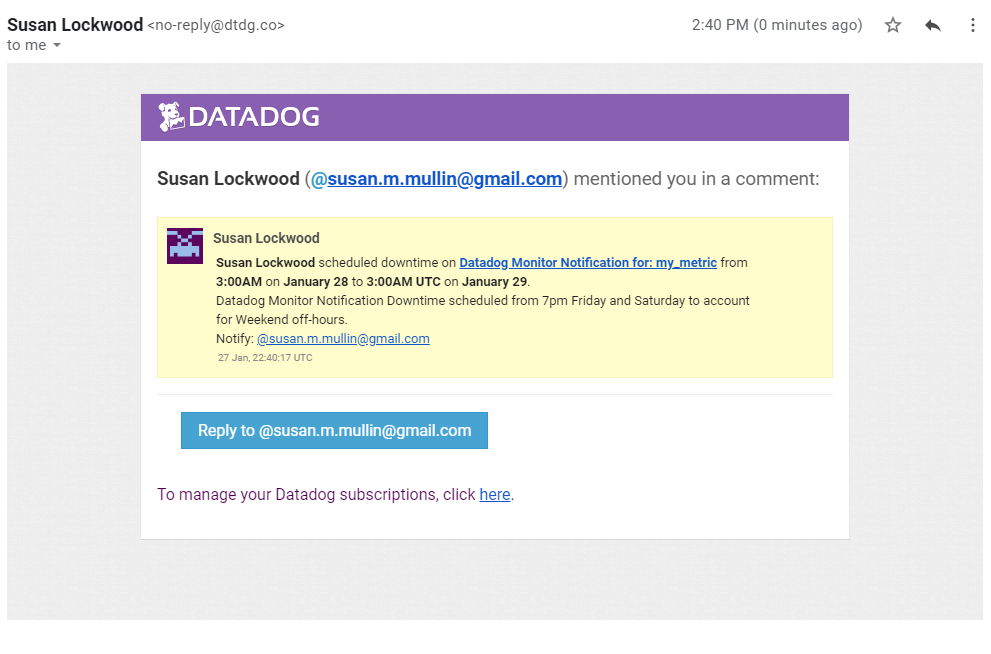 Susan Lockwood <no-reply@dtdg.co> 2:40 PM (0 minutes ago)
to me
DATADOG
Susan Lockwood (@susan.m.mullin@gmail.com) mentioned you in a comment:
Susan Lockwood
Susan Lockwood scheduled downtime on Datadog Monitor Notification for: my_metric from
3:00AM on January 28 to 3:00AM UTC on January 29.
Datadog Monitor Notification Downtime scheduled from 7pm Friday and Saturday to account
for Weekend off-hours.
Notify: @susan.m.mullin@gmail.com
27 Jan, 22:40:17 UTC
Reply to @susan.m.mullin@gmail.com
To manage your Datadog subscriptions, click here.